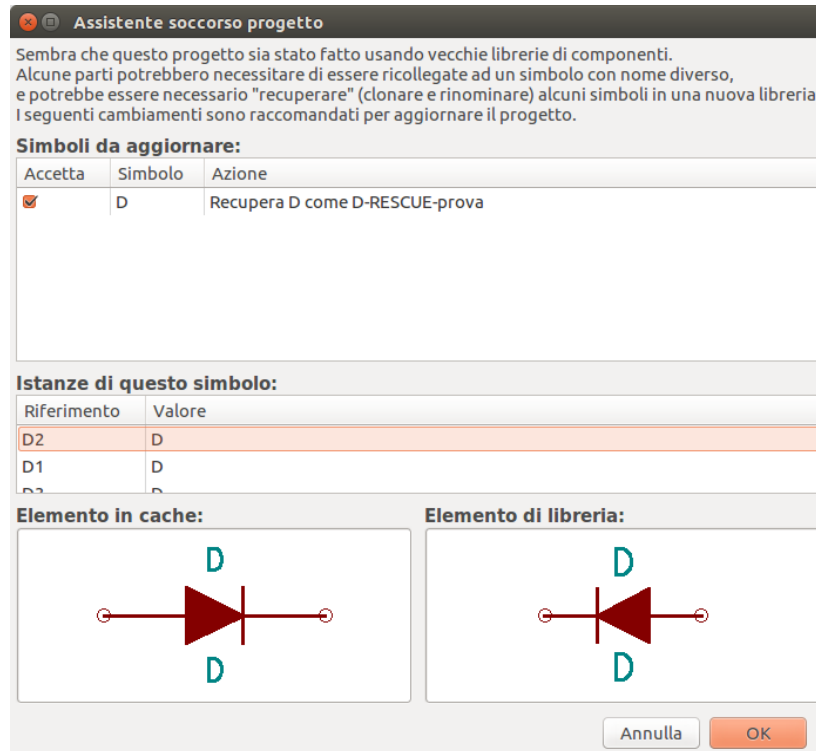 Assistente soccorso progetto
Sembra che questo progetto sia stato fatto usando vecchie librerie di componenti.
Alcune parti potrebbero necessitare di essere ricollegate ad un simbolo con nome diverso,
e potrebbe essere necessario "recuperare" (clonare e rinominare) alcuni simboli in una nuova libreria
I seguenti cambiamenti sono raccomandati per aggiornare il progetto.
Simboli da aggiornare:
Accetta Simbolo Azione
D Recupera D come D-RESCUE-prova
Istanze di questo simbolo:
Riferimento Valore
D2 D
D1 D
Elemento in cache: Elemento di libreria:
D D
D D
Annulla OK